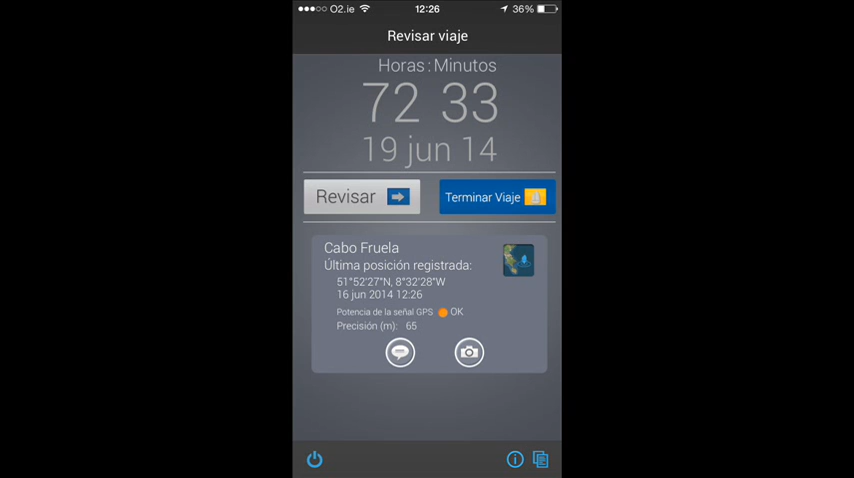 O2.ie 12:26 36%
Revisar viaje
Horas : Minutos
72 33
19 jun 14
Revisar Terminar Viaje
Cabo Fruela
Última posición registrada:
51°52'27"N, 8°32'28"W
16 jun 2014 12:26
Potencia de la señal GPS OK
Precisión (m): 65